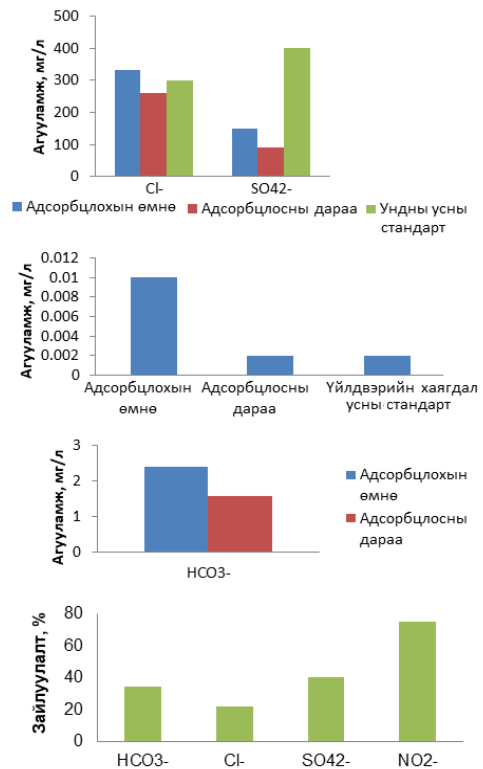 500
400
300
200
100
0
Агууламж, мг/л
Cl- SO42-
Адсорбцлохын өмнө Адсорбцлосны дараа Ундны усны
стандарт
0.012
0.01
0.008
0.006
0.004
0.002
0
Агууламж, мг/л
Адсорбцлохын Адсорбцлосны Үйлдвэрийн хаягдал
өмнө дараа усны стандарт
3
2
1
0
Агууламж, мг/л
HCO3-
Адсорбцлохын
өмнө
Адсорбцлосны
дараа
80
60
40
20
0
Зайлуулалт, %
HCO3- Cl- SO42- NO2-